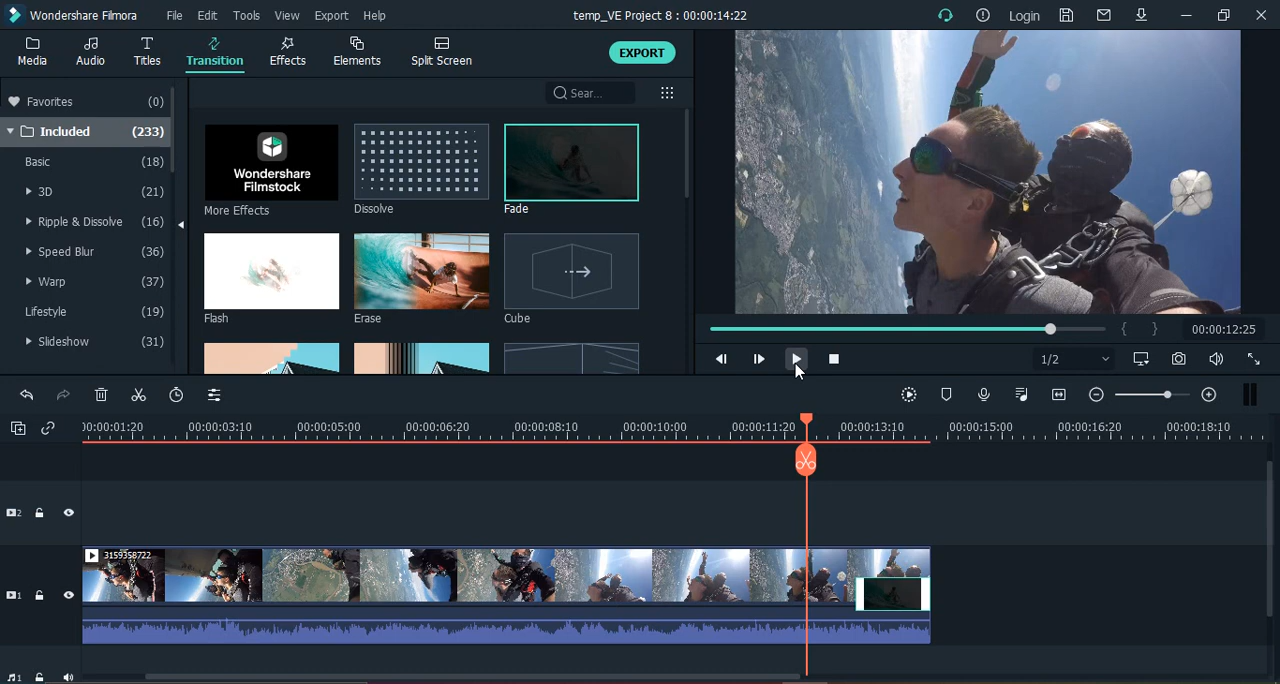 Wondershare Filmora File Edit Tools View Export Help temp_VE Project 8 : 00:00:14:22 Login
Media Audio Titles Transition Effects Elements Split Screen EXPORT
Favorites (0)
Included (233)
Basic (18)
3D (21)
Ripple & Dissolve (16)
Speed Blur (36)
Warp (37)
Lifestyle (19)
Slideshow (31)
Sear...
Wondershare
Filmstock
More Effects Dissolve Fade
Flash Erase Cube
{ } 00:00:12:25
1/2
00:00:01:20 00:00:03:10 00:00:05:00 00:00:06:20 00:00:08:10 00:00:10:00 00:00:11:20 00:00:13:10 00:00:15:00 00:00:16:20 00:00:18:10
2
3159358722
1
1